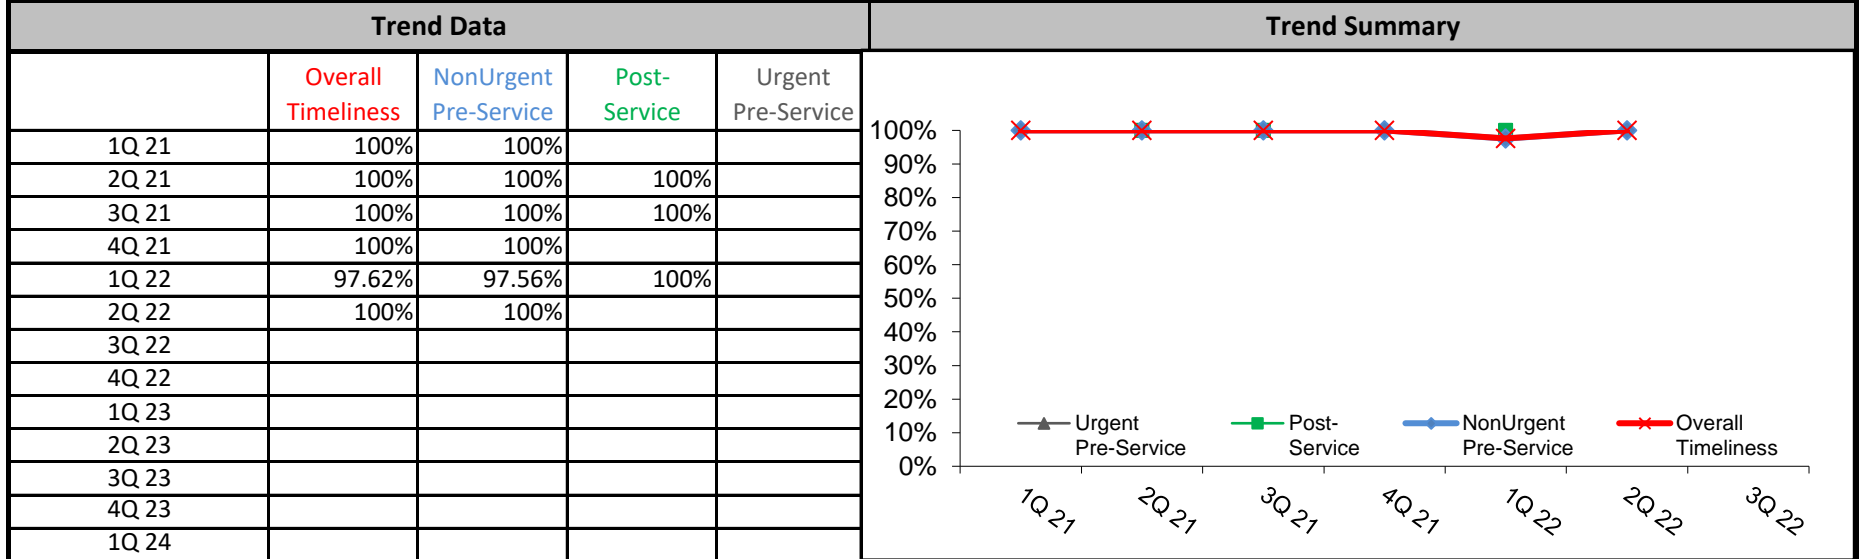 Trend Data
Trend Summary
Overall NonUrgent Post- Urgent
Timeliness Pre-Service Service Pre-Service
1Q 21 100% 100%
2Q 21 100% 100% 100%
3Q 21 100% 100% 100%
4Q 21 100% 100%
1Q 22 97.62% 97.56% 100%
2Q 22 100% 100%
3Q 22
4Q 22
1Q 23
2Q 23
3Q 23
4Q 23
1Q 24
100%
90%
80%
70%
60%
50%
40%
30%
20%
10%
0%
Urgent Post- NonUrgent Overall
Pre-Service Service Pre-Service Timeliness
1Q 21 2Q 21 3Q 21 4Q 21 1Q 22 2Q 22 3Q 22